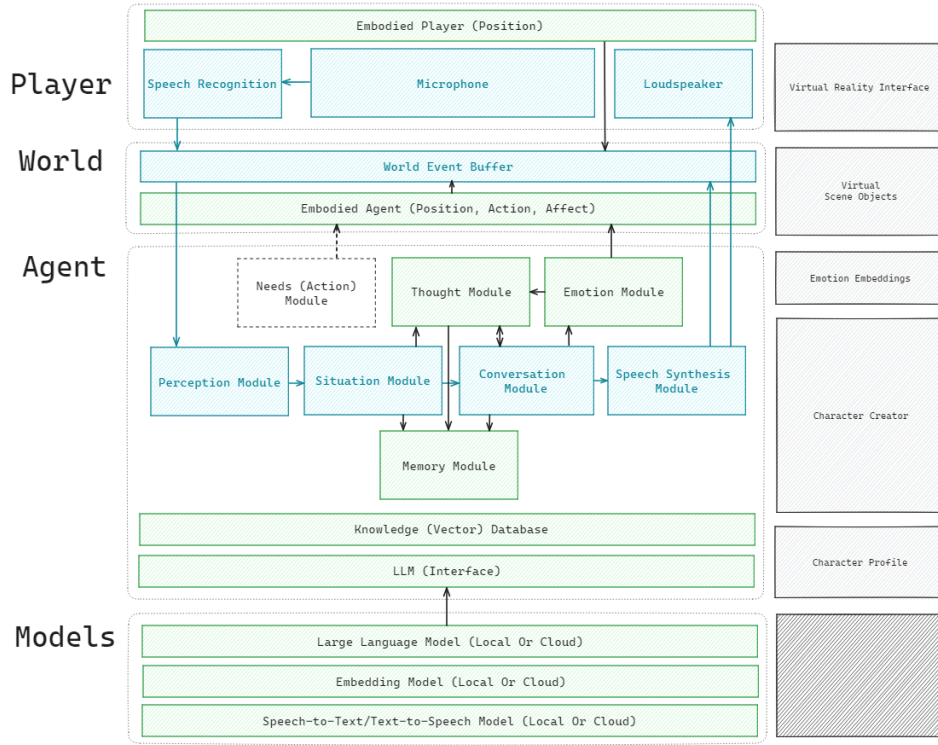 Player
Embodied Player (Position)
Speech Recognition
Microphone
Loudspeaker
Virtual Reality Interface
World
World Event Buffer
Embodied Agent (Position, Action, Affect)
Virtual
Scene Objects
Agent
Needs (Action)
Module
Thought Module
Emotion Module
Emotion Embeddings
Perception Module
Situation Module
Conversation
Module
Speech Synthesis
Module
Character Creator
Memory Module
Knowledge (Vector) Database
LLM (Interface)
Character Profile
Models
Large Language Model (Local Or Cloud)
Embedding Model (Local Or Cloud)
Speech-to-Text/Text-to-Speech Model (Local Or Cloud)